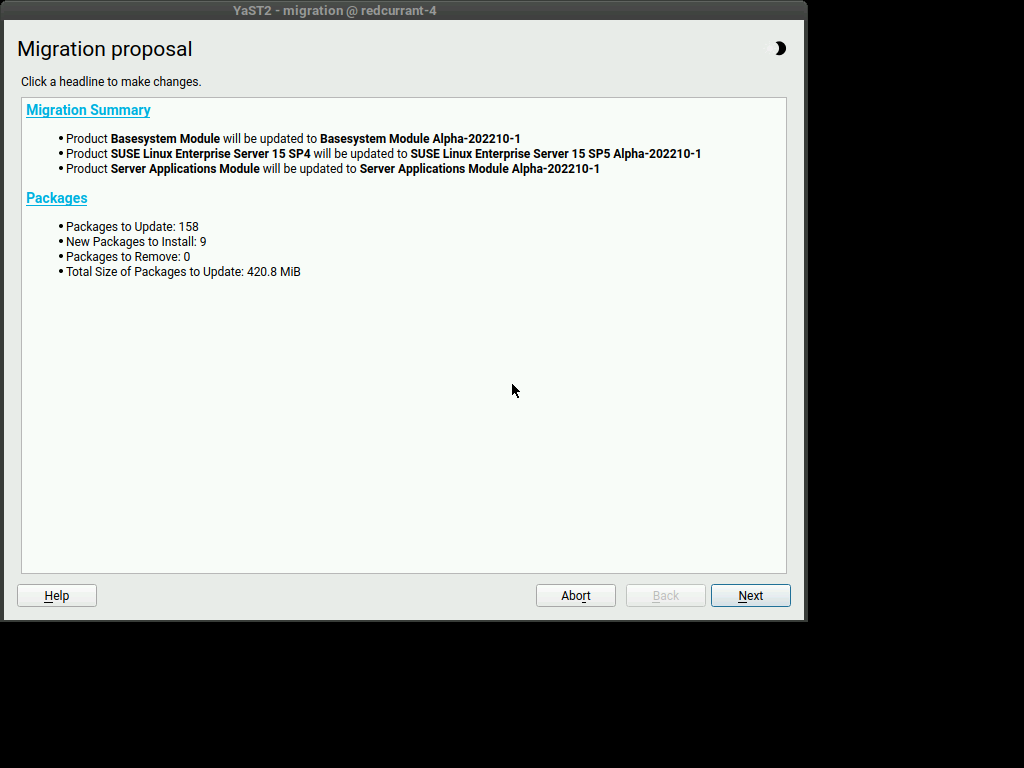 YaST2 - migration @ redcurrant-4
Migration proposal
Click a headline to make changes.
Migration Summary
• Product Basesystem Module will be updated to Basesystem Module Alpha-202210-1
• Product SUSE Linux Enterprise Server 15 SP4 will be updated to SUSE Linux Enterprise Server 15 SP5 Alpha-202210-1
• Product Server Applications Module will be updated to Server Applications Module Alpha-202210-1
Packages
• Packages to Update: 158
• New Packages to Install: 9
• Packages to Remove: 0
• Total Size of Packages to Update: 420.8 MiB
Help Abort Back Next